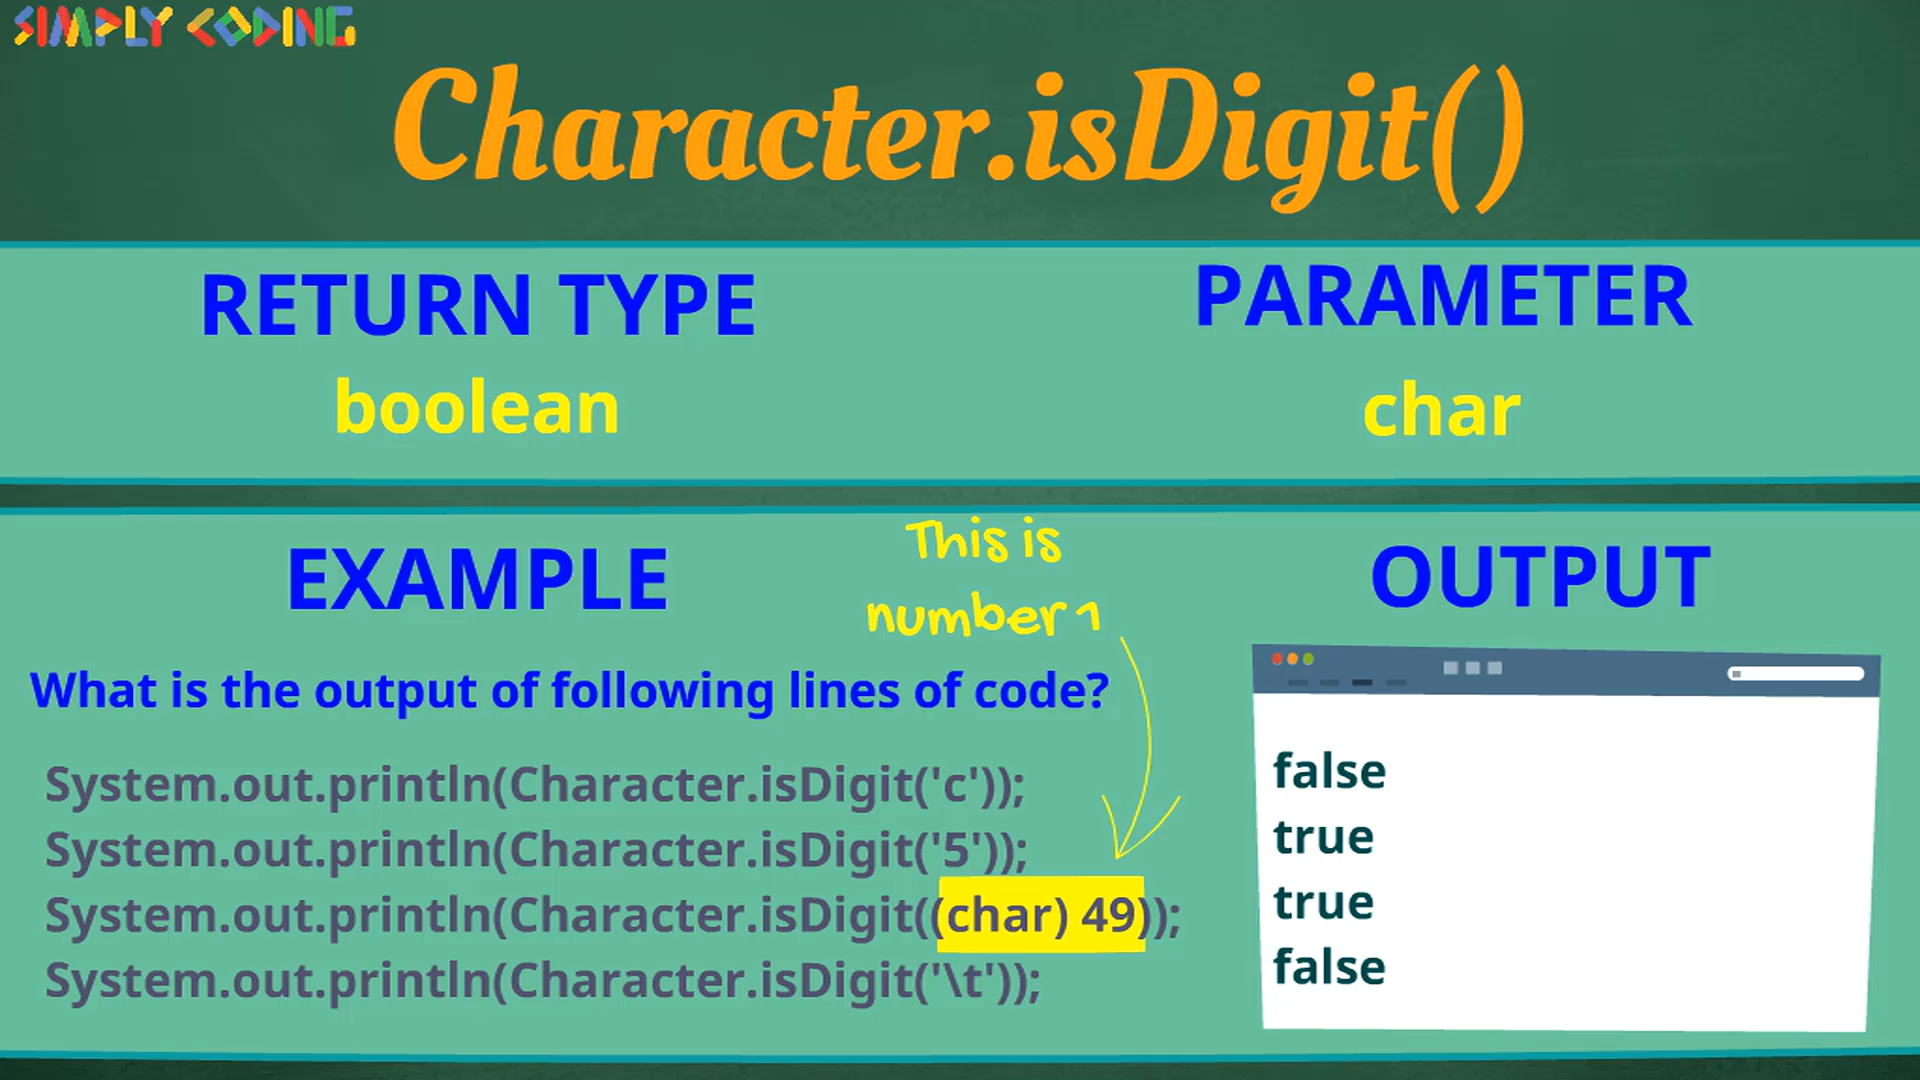 SIMPLY CODING
Character.isDigit()
RETURN TYPE
boolean
PARAMETER
char
EXAMPLE
This is
number 1
What is the output of following lines of code?
System.out.println(Character.isDigit('c'));
System.out.println(Character.isDigit('5'));
System.out.println(Character.isDigit((char) 49));
System.out.println(Character.isDigit('\t'));
OUTPUT
false
true
true
false